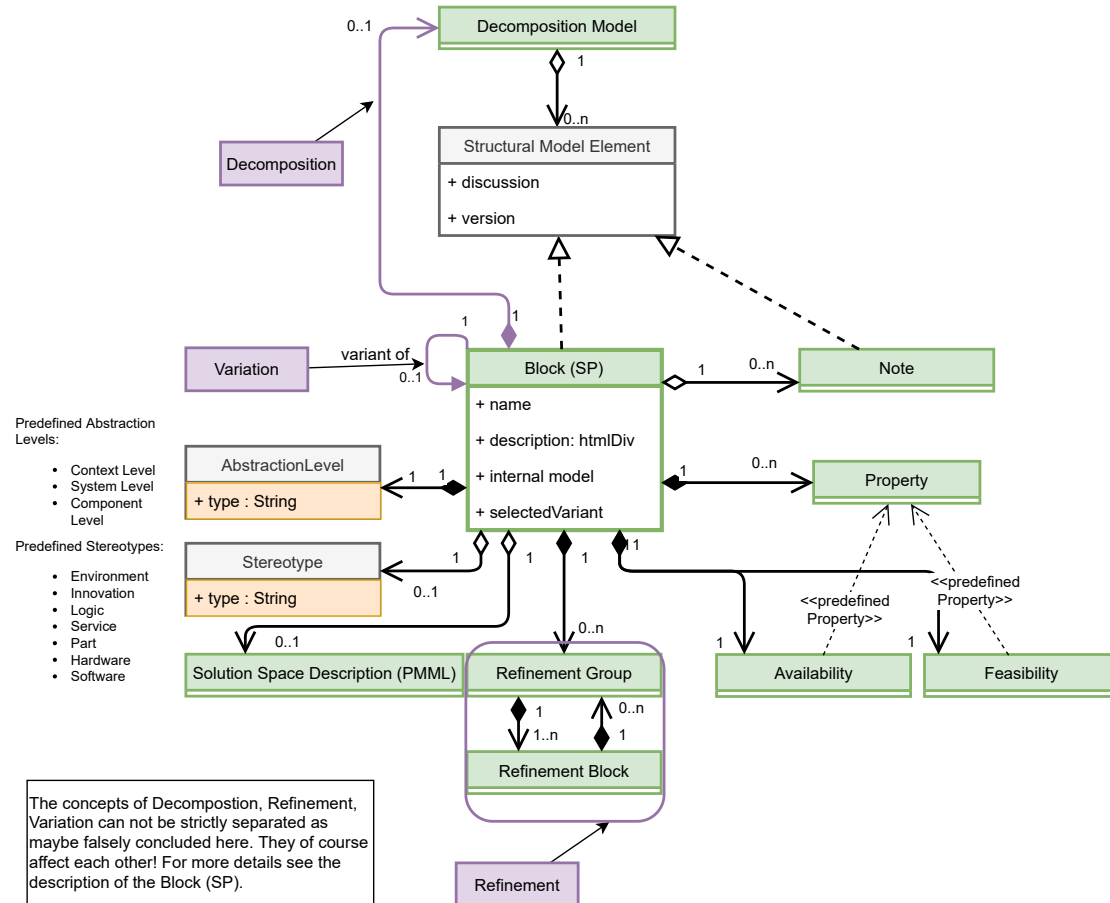 Decomposition Model
0..1
1
0..n
Decomposition
Structural Model Element
+ discussion
+ version
1
1
Variation
variant of
0..1
Block (SP)
+ name
+ description: htmlDiv
+ internal model
+ selectedVariant
1
0..n
Note
Predefined Abstraction
Levels:
• Context Level
• System Level
• Component
Level
AbstractionLevel
+ type : String
1
1
1
0..n
Property
Predefined Stereotypes:
• Environment
• Innovation
• Logic
• Service
• Part
• Hardware
• Software
Stereotype
+ type : String
0..1
1
1
1
1
1
<<predefined
Property>>
<<predefined
Property>>
0..1
0..n
1
1
Solution Space Description (PMML)
Refinement Group
Availability
Feasibility
1
0..n
1..n
1
Refinement Block
The concepts of Decompostion, Refinement,
Variation can not be strictly separated as
maybe falsely concluded here. They of course
affect each other! For more details see the
description of the Block (SP).
Refinement